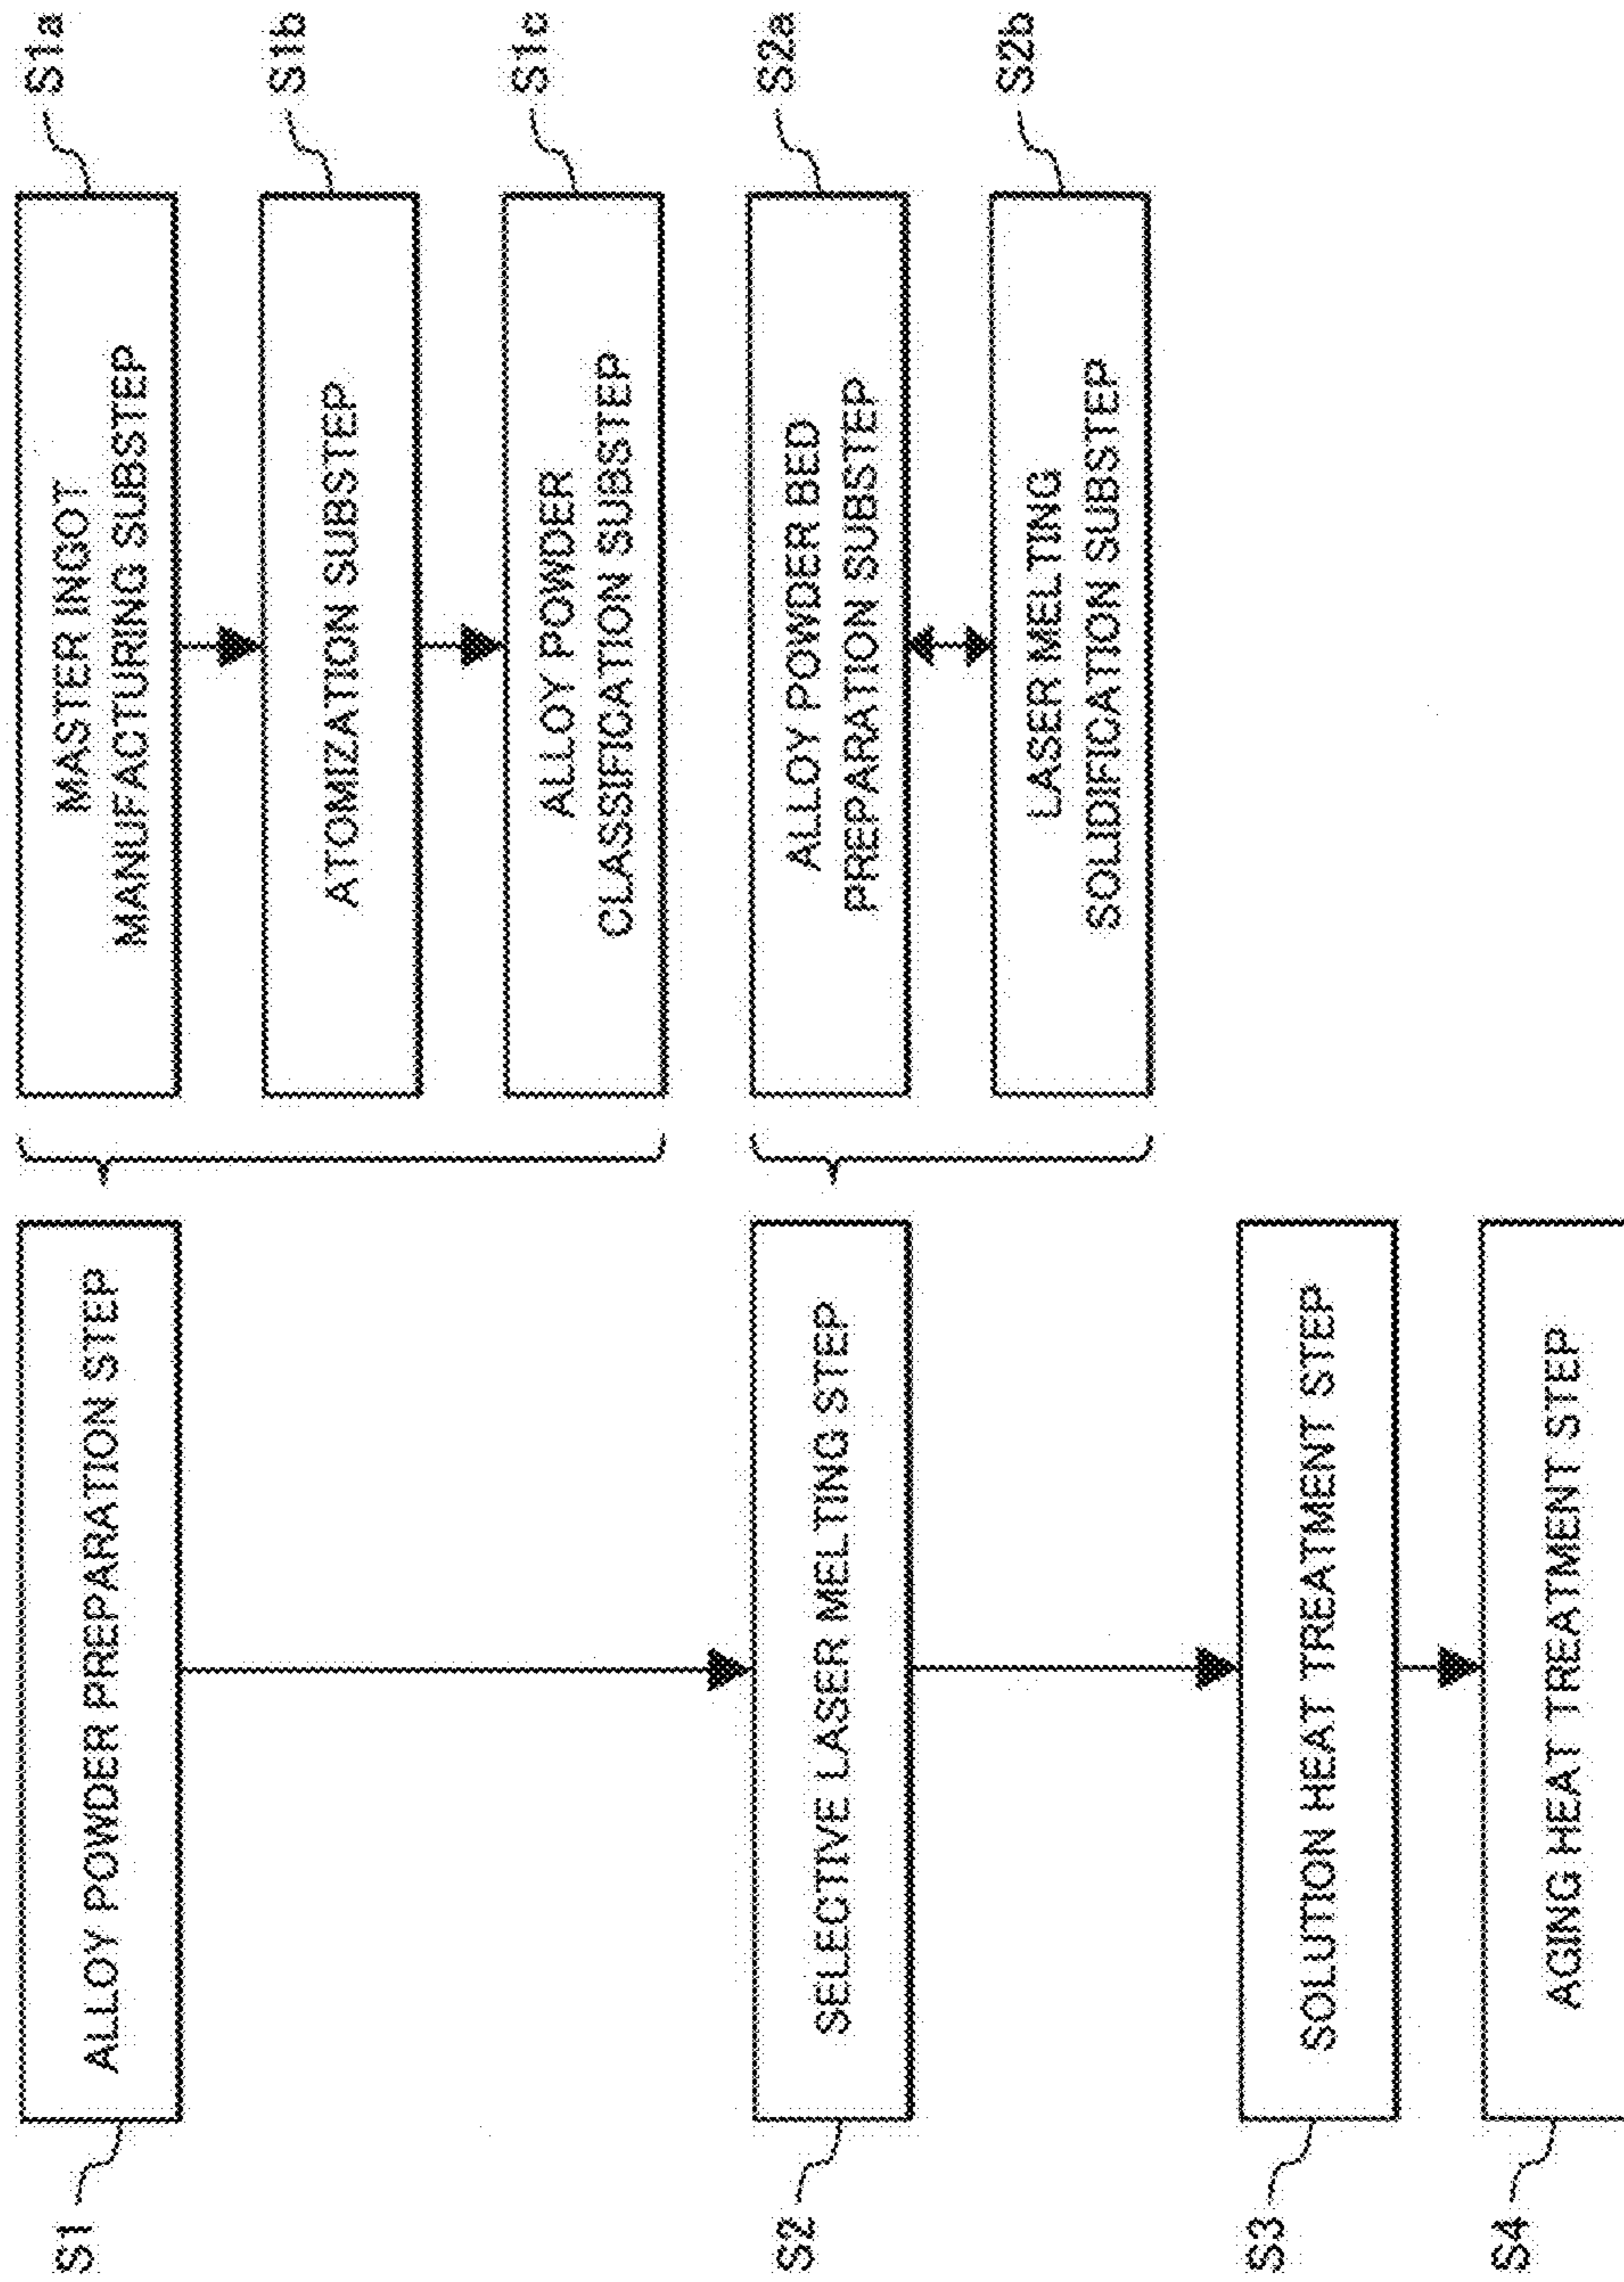 S1
ALLOY POWDER PREPARATION STEP
MASTER INGOT
MANUFACTURING SUBSTEP
S1a
ATOMIZATION SUBSTEP
S1b
ALLOY POWDER
CLASSIFICATION SUBSTEP
S1c
S2
SELECTIVE LASER MELTING STEP
ALLOY POWDER BED
PREPARATION SUBSTEP
S2a
LASER MELTING
SOLIDIFICATION SUBSTEP
S2b
S3
SOLUTION HEAT TREATMENT STEP
S4
AGING HEAT TREATMENT STEP